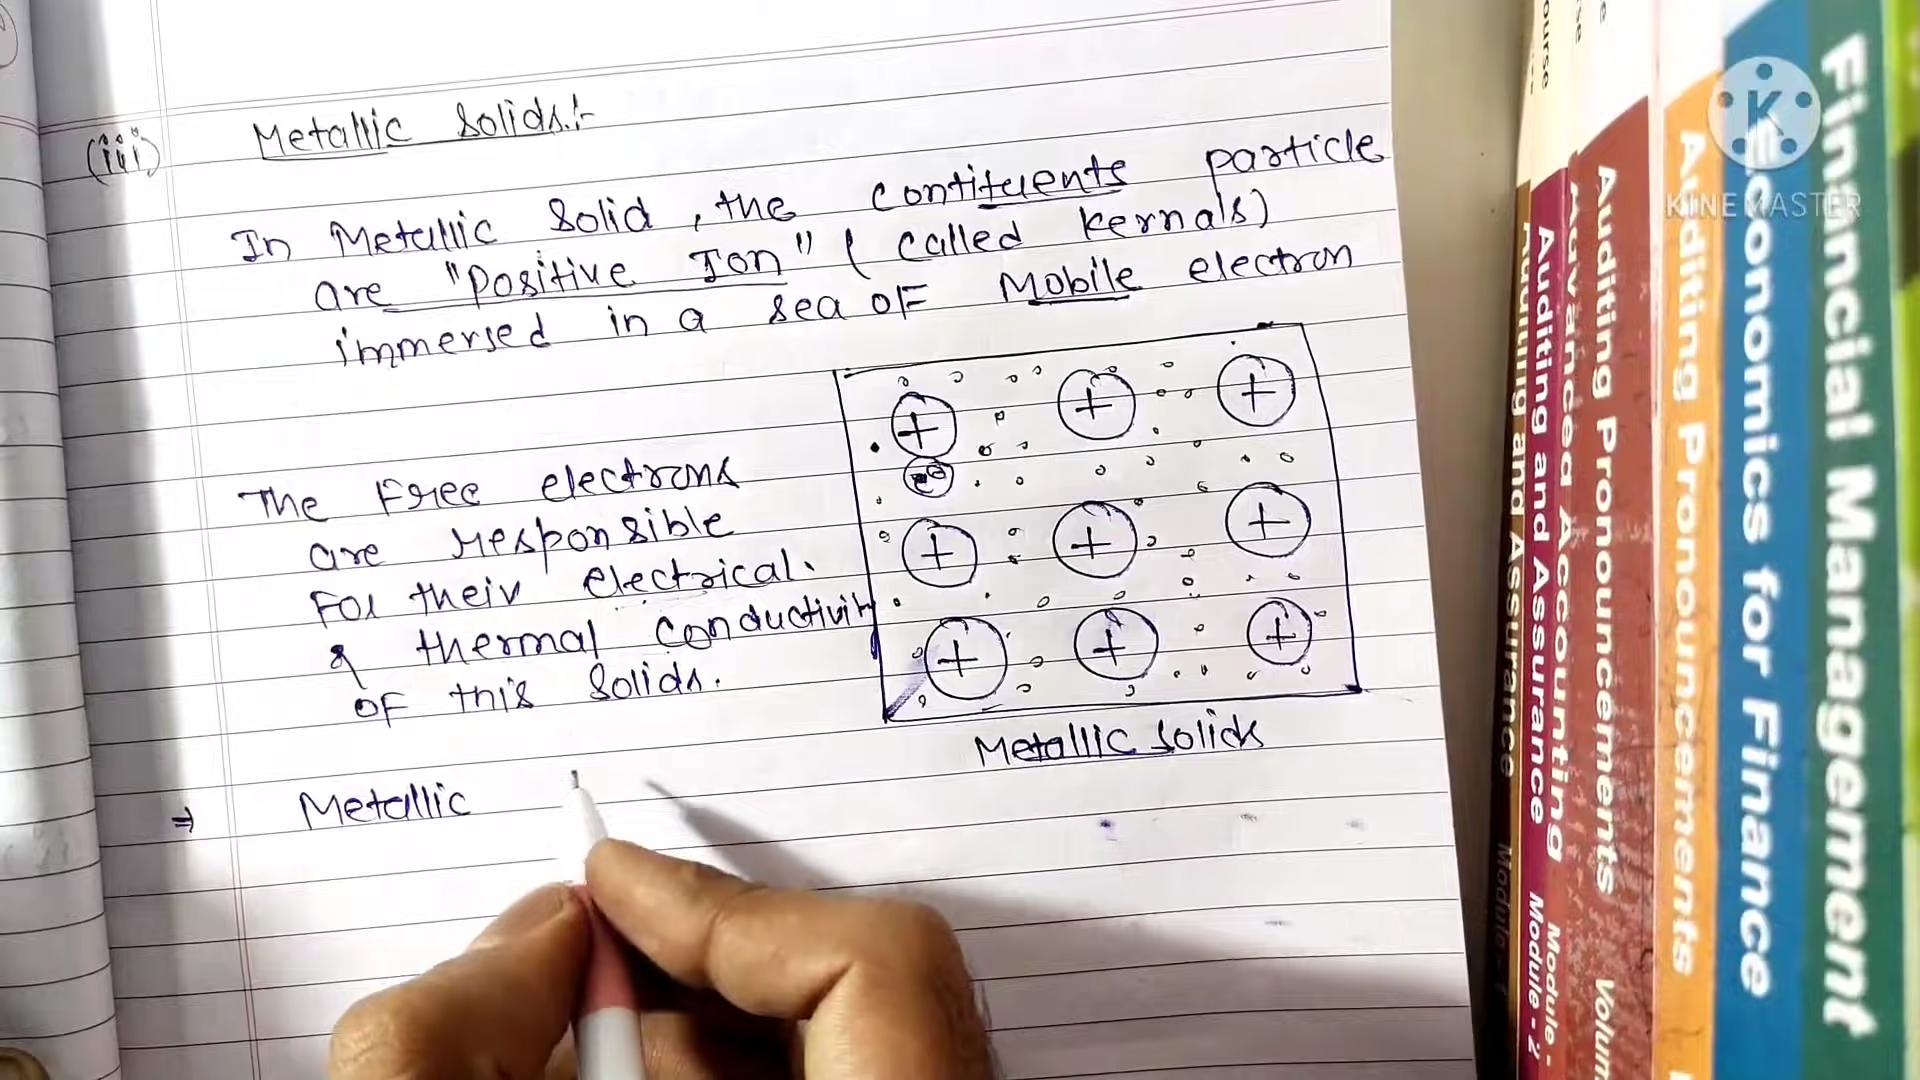 (iii) Metallic Solids:-
In Metallic Solid, the contituents particle
are "Positive Ion" (called kernals)
immersed in a sea of Mobile electron
The Free electrons
are responsible
For their electrical.
& thermal conductivity
of this Solids.
Metallic Solids
⇒ Metallic
KINEMASTER
Financial Management
Economics for Finance
Auditing Pronouncements
Auditing Pronouncements
Advanced Accounting Module -
Auditing and Assurance Module - 2
Auditing and Assurance Module - 1